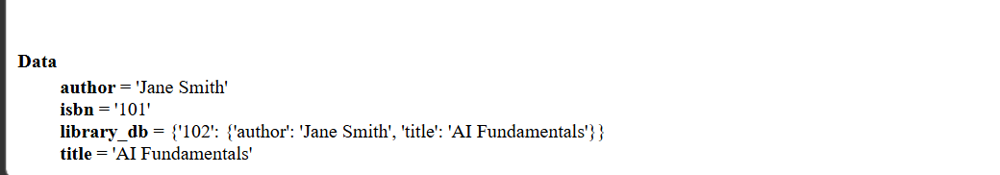 Data
author = 'Jane Smith'
isbn = '101'
library_db = {'102': {'author': 'Jane Smith', 'title': 'AI Fundamentals'}}
title = 'AI Fundamentals'